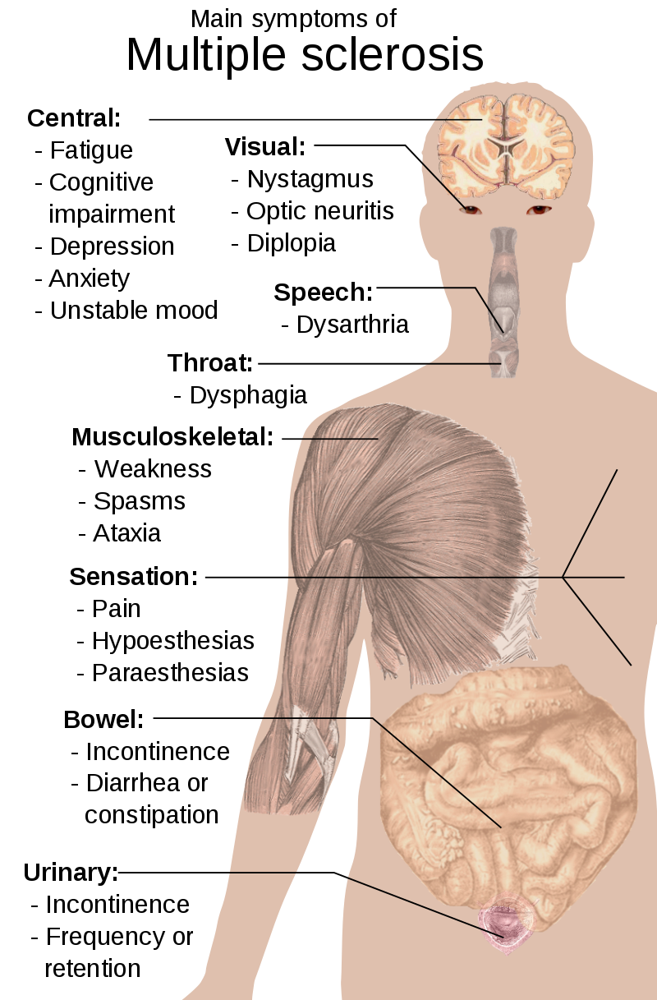 Main symptoms of
Multiple sclerosis
Central:
- Fatigue
- Cognitive
impairment
- Depression
- Anxiety
- Unstable mood
Visual:
- Nystagmus
- Optic neuritis
- Diplopia
Speech:
- Dysarthria
Throat:
- Dysphagia
Musculoskeletal:
- Weakness
- Spasms
- Ataxia
Sensation:
- Pain
- Hypoesthesias
- Paraesthesias
Bowel:
- Incontinence
- Diarrhea or
constipation
Urinary:
- Incontinence
- Frequency or
retention